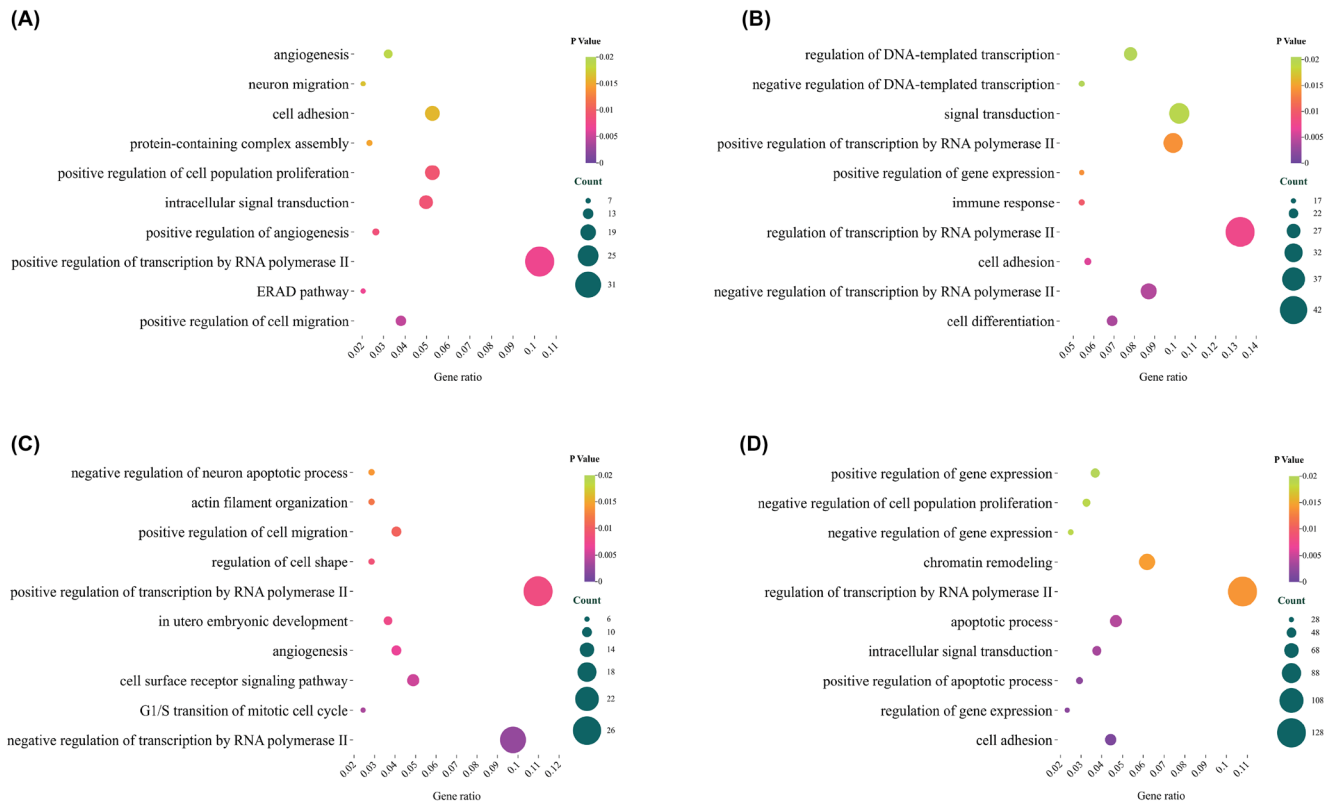 (A)
angiogenesis
neuron migration
cell adhesion
protein-containing complex assembly
positive regulation of cell population proliferation
intracellular signal transduction
positive regulation of angiogenesis
positive regulation of transcription by RNA polymerase II
ERAD pathway
positive regulation of cell migration
0.02 0.03 0.04 0.05 0.06 0.07 0.08 0.09 0.1 0.11
Gene ratio
P Value
0.02
0.015
0.01
0.005
0
Count
7
13
19
25
31
(B)
regulation of DNA-templated transcription
negative regulation of DNA-templated transcription
signal transduction
positive regulation of transcription by RNA polymerase II
positive regulation of gene expression
immune response
regulation of transcription by RNA polymerase II
cell adhesion
negative regulation of transcription by RNA polymerase II
cell differentiation
0.05 0.06 0.07 0.08 0.09 0.1 0.11 0.12 0.13 0.14
Gene ratio
P Value
0.02
0.015
0.01
0.005
0
Count
17
22
27
32
37
42
(C)
negative regulation of neuron apoptotic process
actin filament organization
positive regulation of cell migration
regulation of cell shape
positive regulation of transcription by RNA polymerase II
in utero embryonic development
angiogenesis
cell surface receptor signaling pathway
G1/S transition of mitotic cell cycle
negative regulation of transcription by RNA polymerase II
0.02 0.03 0.04 0.05 0.06 0.07 0.08 0.09 0.1 0.11 0.12
Gene ratio
P Value
0.02
0.015
0.01
0.005
0
Count
6
10
14
18
22
26
(D)
positive regulation of gene expression
negative regulation of cell population proliferation
negative regulation of gene expression
chromatin remodeling
regulation of transcription by RNA polymerase II
apoptotic process
intracellular signal transduction
positive regulation of apoptotic process
regulation of gene expression
cell adhesion
0.02 0.03 0.04 0.05 0.06 0.07 0.08 0.09 0.1 0.11
Gene ratio
P Value
0.02
0.015
0.01
0.005
0
Count
28
48
68
88
108
128